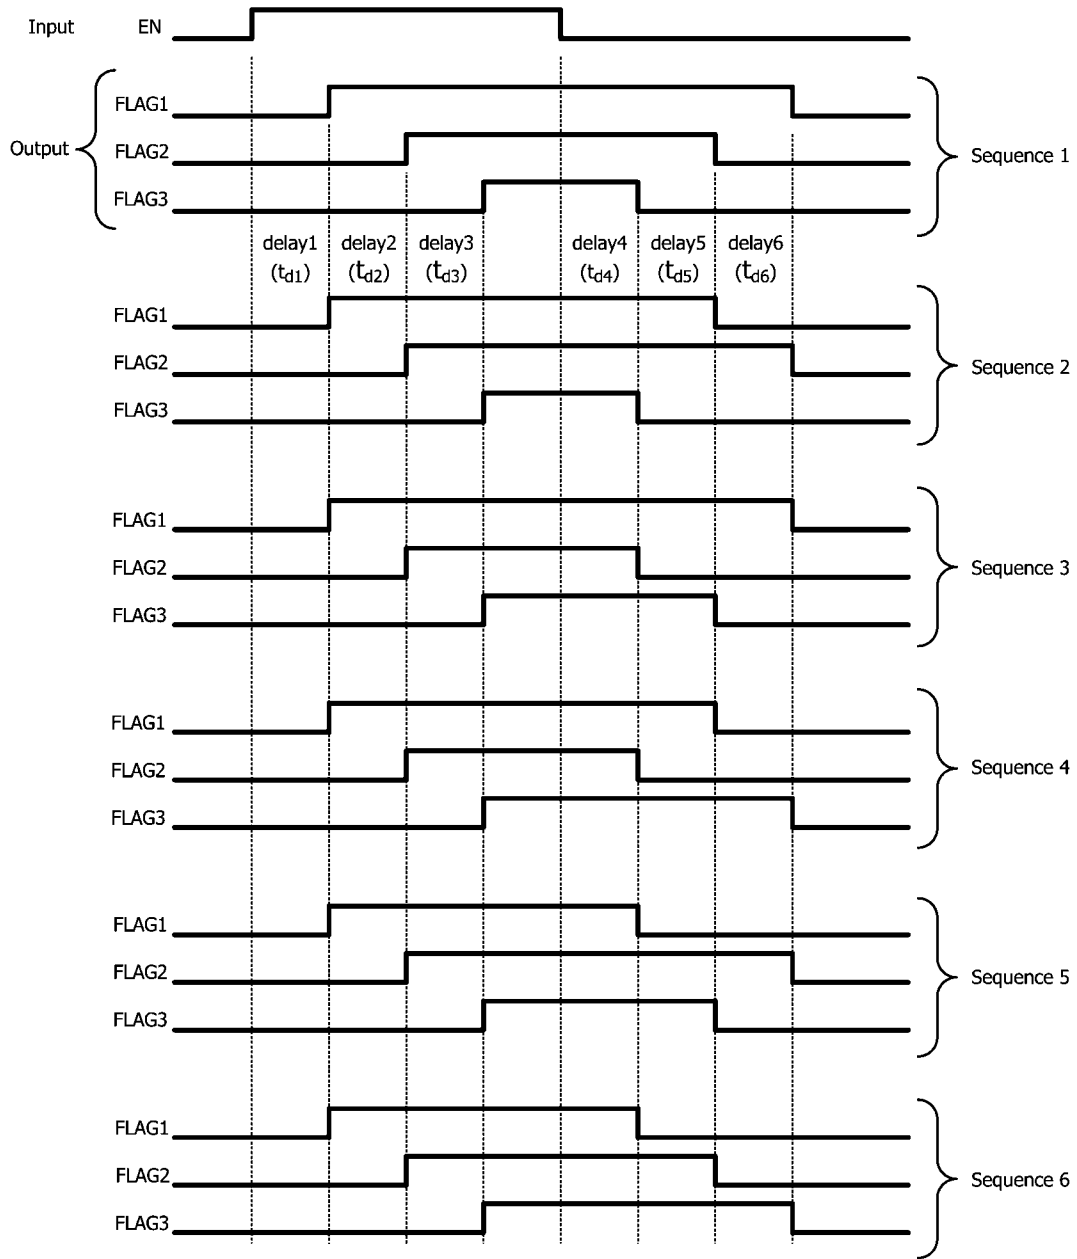 Input EN
FLAG1
FLAG2
Output
FLAG3
Sequence 1
delay1 delay2 delay3 delay4 delay5 delay6
(td1) (td2) (td3) (td4) (td5) (td6)
FLAG1
FLAG2
FLAG3
Sequence 2
FLAG1
FLAG2
FLAG3
Sequence 3
FLAG1
FLAG2
FLAG3
Sequence 4
FLAG1
FLAG2
FLAG3
Sequence 5
FLAG1
FLAG2
FLAG3
Sequence 6